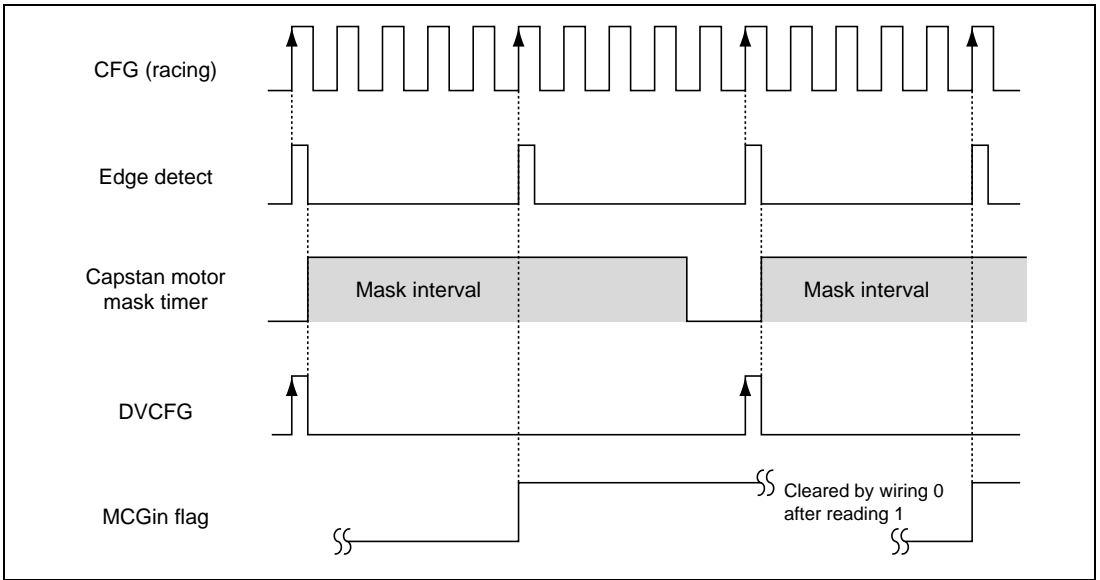 CFG (racing)
Edge detect
Capstan motor
mask timer
Mask interval
Mask interval
DVCFG
MCGin flag
Cleared by wiring 0
after reading 1